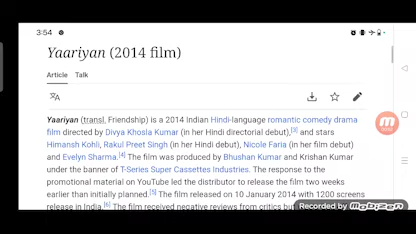 3:54
Yaariyan (2014 film)
Article Talk
Yaariyan (transl. Friendship) is a 2014 Indian Hindi-language romantic comedy drama
film directed by Divya Khosla Kumar (in her Hindi directorial debut),[3] and stars
Himansh Kohli, Rakul Preet Singh (in her Hindi debut), Nicole Faria (in her film debut)
and Evelyn Sharma.[4] The film was produced by Bhushan Kumar and Krishan Kumar
under the banner of T-Series Super Cassettes Industries. The response to the
promotional material on YouTube led the distributor to release the film two weeks
earlier than initially planned.[5] The film released on 10 January 2014 with 1200 screens
release in India.[6] The film received negative reviews from critics but
Recorded by Mobizen